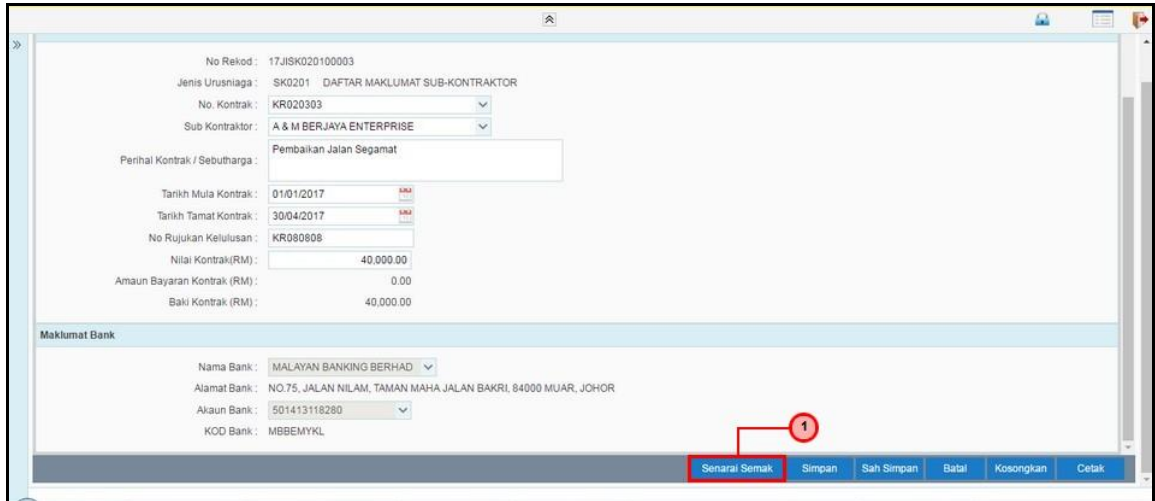 No Rekod : 17JISK020100003
Jenis Urusniaga : SK0201 DAFTAR MAKLUMAT SUB-KONTRAKTOR
No. Kontrak : KR020303
Sub Kontraktor : A & M BERJAYA ENTERPRISE
Perihal Kontrak / Sebutharga : Pembaikan Jalan Segamat
Tarikh Mula Kontrak : 01/01/2017
Tarikh Tamat Kontrak : 30/04/2017
No Rujukan Kelulusan : KR080808
Nilai Kontrak(RM) : 40,000.00
Amaun Bayaran Kontrak (RM) : 0.00
Baki Kontrak (RM) : 40,000.00
Maklumat Bank
Nama Bank : MALAYAN BANKING BERHAD
Alamat Bank : NO.75, JALAN NILAM, TAMAN MAHA JALAN BAKRI, 84000 MUAR, JOHOR
Akaun Bank : 501413118280
KOD Bank : MBBEMYKL
1
Senarai Semak Simpan Sah Simpan Batal Kosongkan Cetak